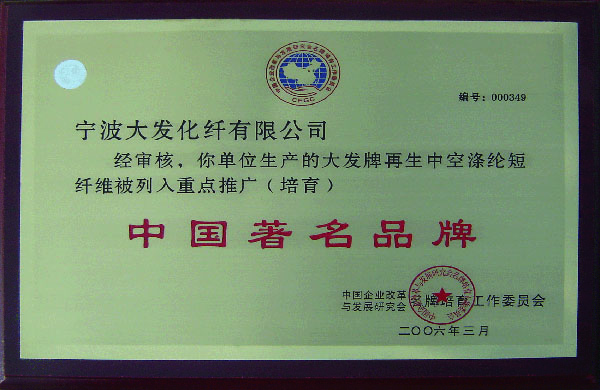 CPGC
编号：000349
宁波大发化纤有限公司
经审核，你单位生产的大发牌再生中空涤纶短
纤维被列入重点推广（培育）
中国著名品牌
中国企业改革
与发展研究会
牌培育工作委员会
二〇〇六年三月